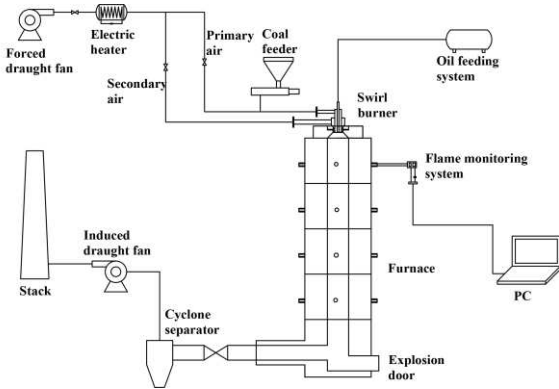 Forced
draught fan
Electric
heater
Primary
air
Secondary
air
Coal
feeder
Oil feeding
system
Swirl
burner
Flame monitoring
system
Induced
draught fan
Stack
Furnace
PC
Cyclone
separator
Explosion
door